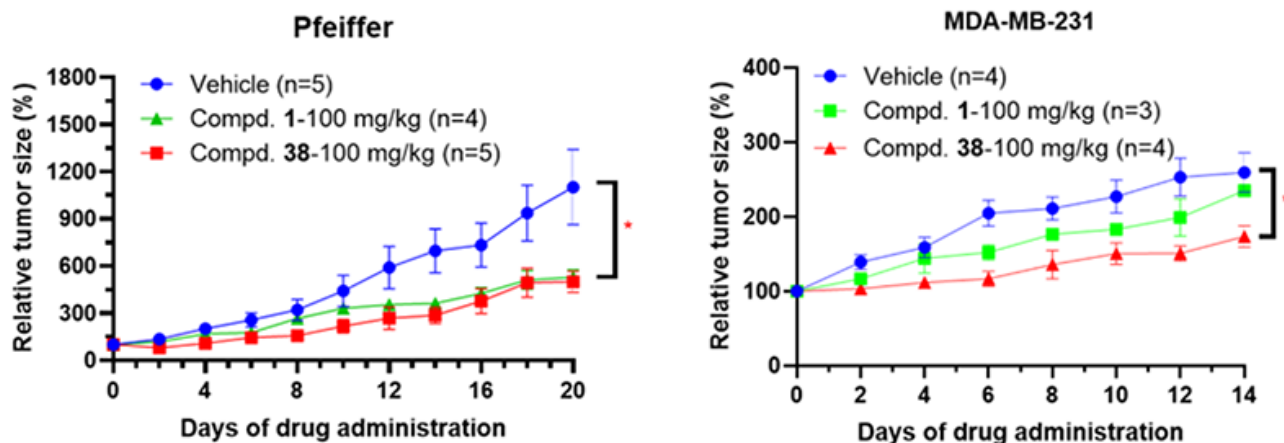 Pfeiffer
Relative tumor size (%)
1800
1500
1200
900
600
300
0
Vehicle (n=5)
Compd. 1-100 mg/kg (n=4)
Compd. 38-100 mg/kg (n=5)
*
0 4 8 12 16 20
Days of drug administration
MDA-MB-231
Relative tumor size (%)
400
300
200
100
0
Vehicle (n=4)
Compd. 1-100 mg/kg (n=3)
Compd. 38-100 mg/kg (n=4)
*
0 2 4 6 8 10 12 14
Days of drug administration